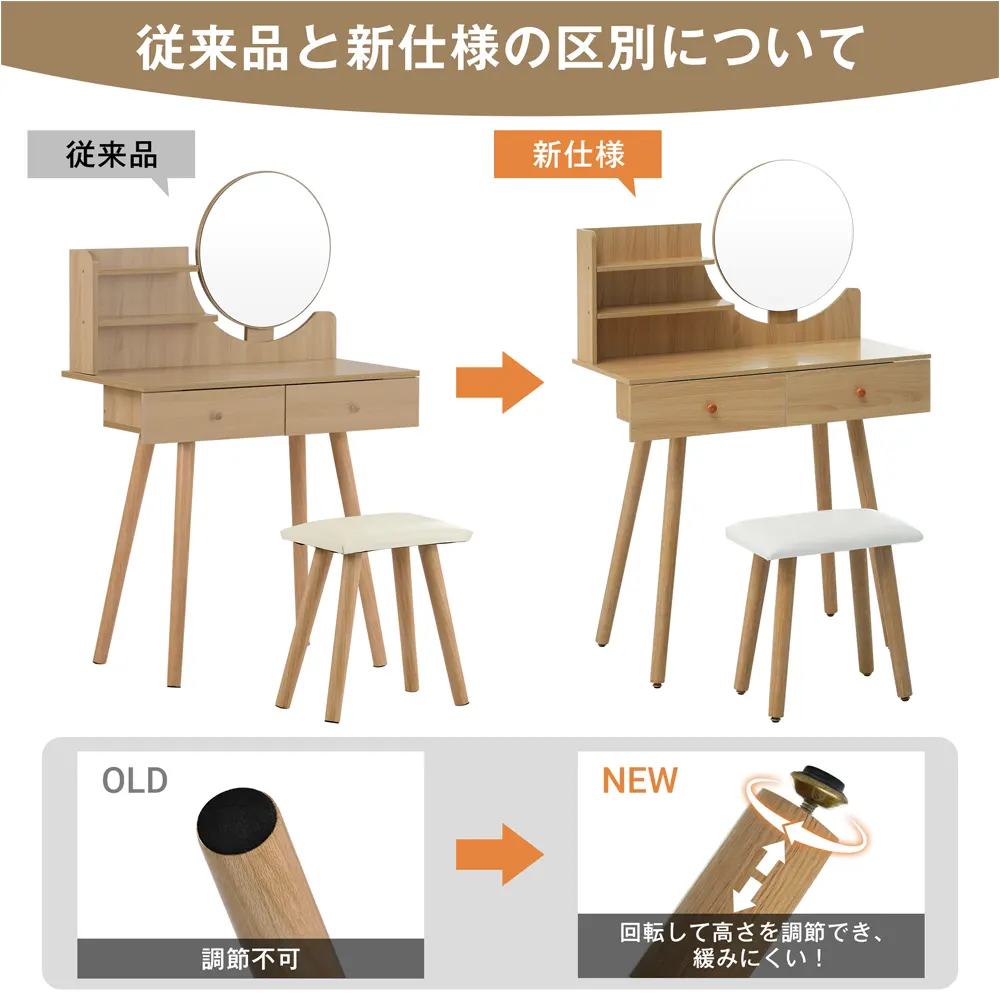 従来品と新仕様の区別について
従来品
新仕様
OLD
NEW
調節不可
回転して高さを調節でき、
緩みにくい！